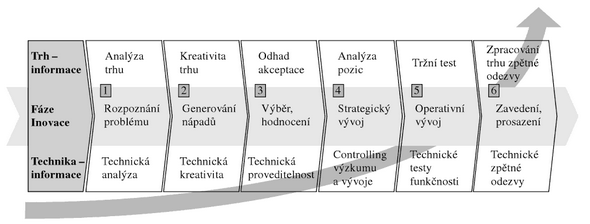 Trh –
informace
Analýza
trhu
Kreativita
trhu
Odhad
akceptace
Analýza
pozic
Tržní test
Zpracování
trhu zpětné
odezvy
1
2
3
4
5
6
Fáze
Inovace
Rozpoznání
problému
Generování
nápadů
Výběr,
hodnocení
Strategický
vývoj
Operativní
vývoj
Zavedení,
prosazení
Technika –
informace
Technická
analýza
Technická
kreativita
Technická
proveditelnost
Controlling
výzkumu
a vývoje
Technické
testy
funkčnosti
Technické
zpětné
odezvy